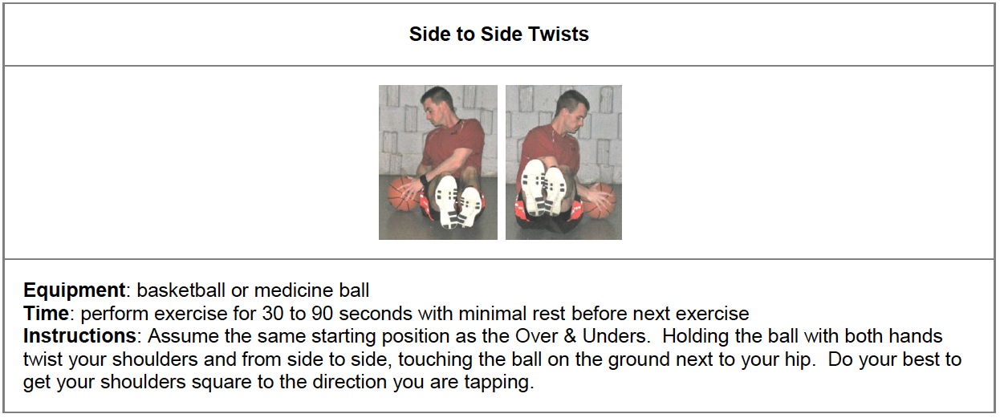 Side to Side Twists
Equipment: basketball or medicine ball
Time: perform exercise for 30 to 90 seconds with minimal rest before next exercise
Instructions: Assume the same starting position as the Over & Unders.  Holding the ball with both hands
twist your shoulders and from side to side, touching the ball on the ground next to your hip.  Do your best to
get your shoulders square to the direction you are tapping.